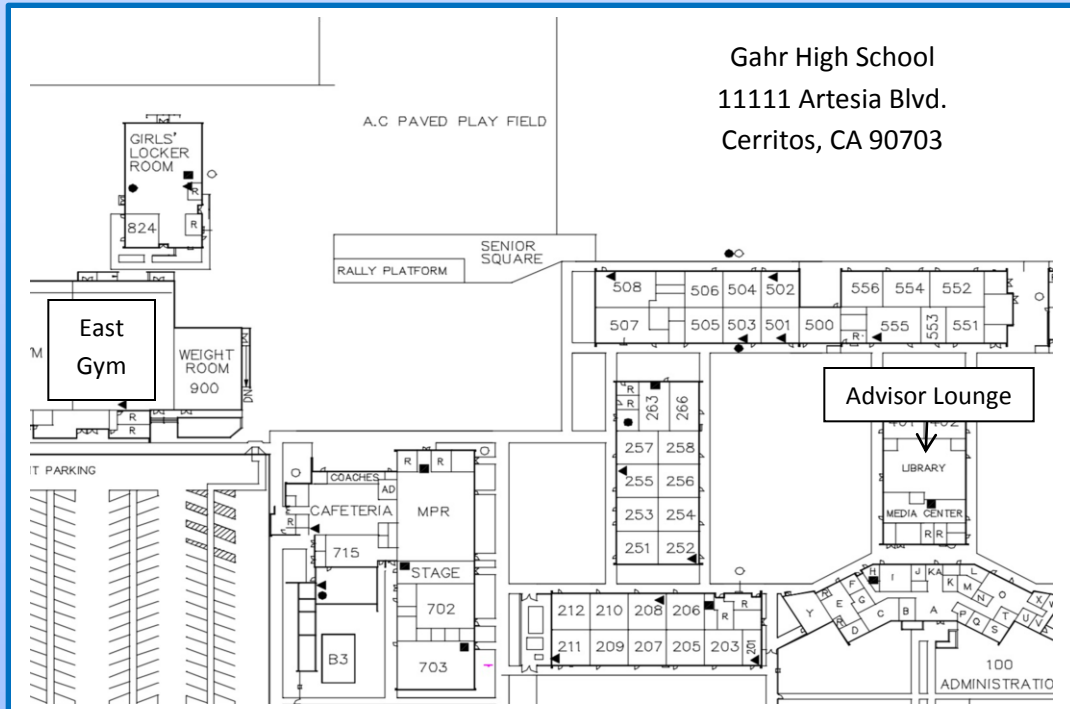 Gahr High School
11111 Artesia Blvd.
Cerritos, CA 90703
A.C PAVED PLAY FIELD
GIRLS'
LOCKER
ROOM
R
R
824
SENIOR
SQUARE
RALLY PLATFORM
508
506
504
502
556
554
552
507
505
503
501
500
R
555
553
551
East
Gym
WEIGHT
ROOM
900
DN
R
R
Advisor Lounge
R
R
263
266
257
258
255
256
253
254
251
252
LIBRARY
MEDIA CENTER
R R
PARKING
R
R
COACHES
AD
CAFETERIA
MPR
R
715
STAGE
702
703
B3
212
210
208
206
R
R
211
209
207
205
203
201
H
I
J
KA
L
K
M
N
O
F
G
E
R
R
Y
D
C
B
A
P
Q
S
T
U
V
X
100
ADMINISTRATIO